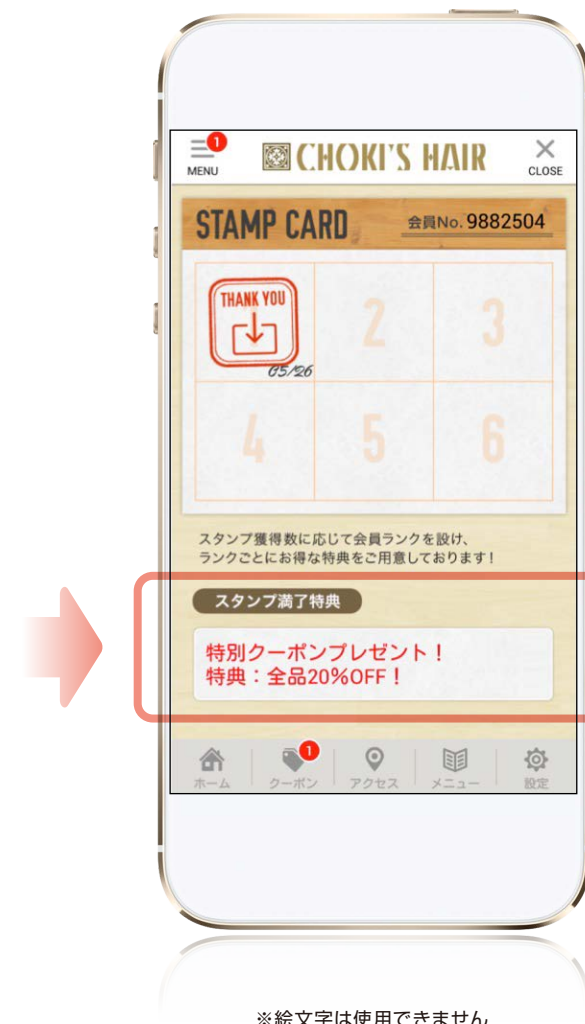 1
MENU
CHOKI'S HAIR
CLOSE
STAMP CARD
会員No. 9882504
THANK YOU
05/26
2
3
4
5
6
スタンプ獲得数に応じて会員ランクを設け、
ランクごとにお得な特典をご用意しております！
スタンプ満了特典
特別クーポンプレゼント！
特典：全品20%OFF！
1
ホーム
クーポン
アクセス
メニュー
設定
※絵文字は使用できません